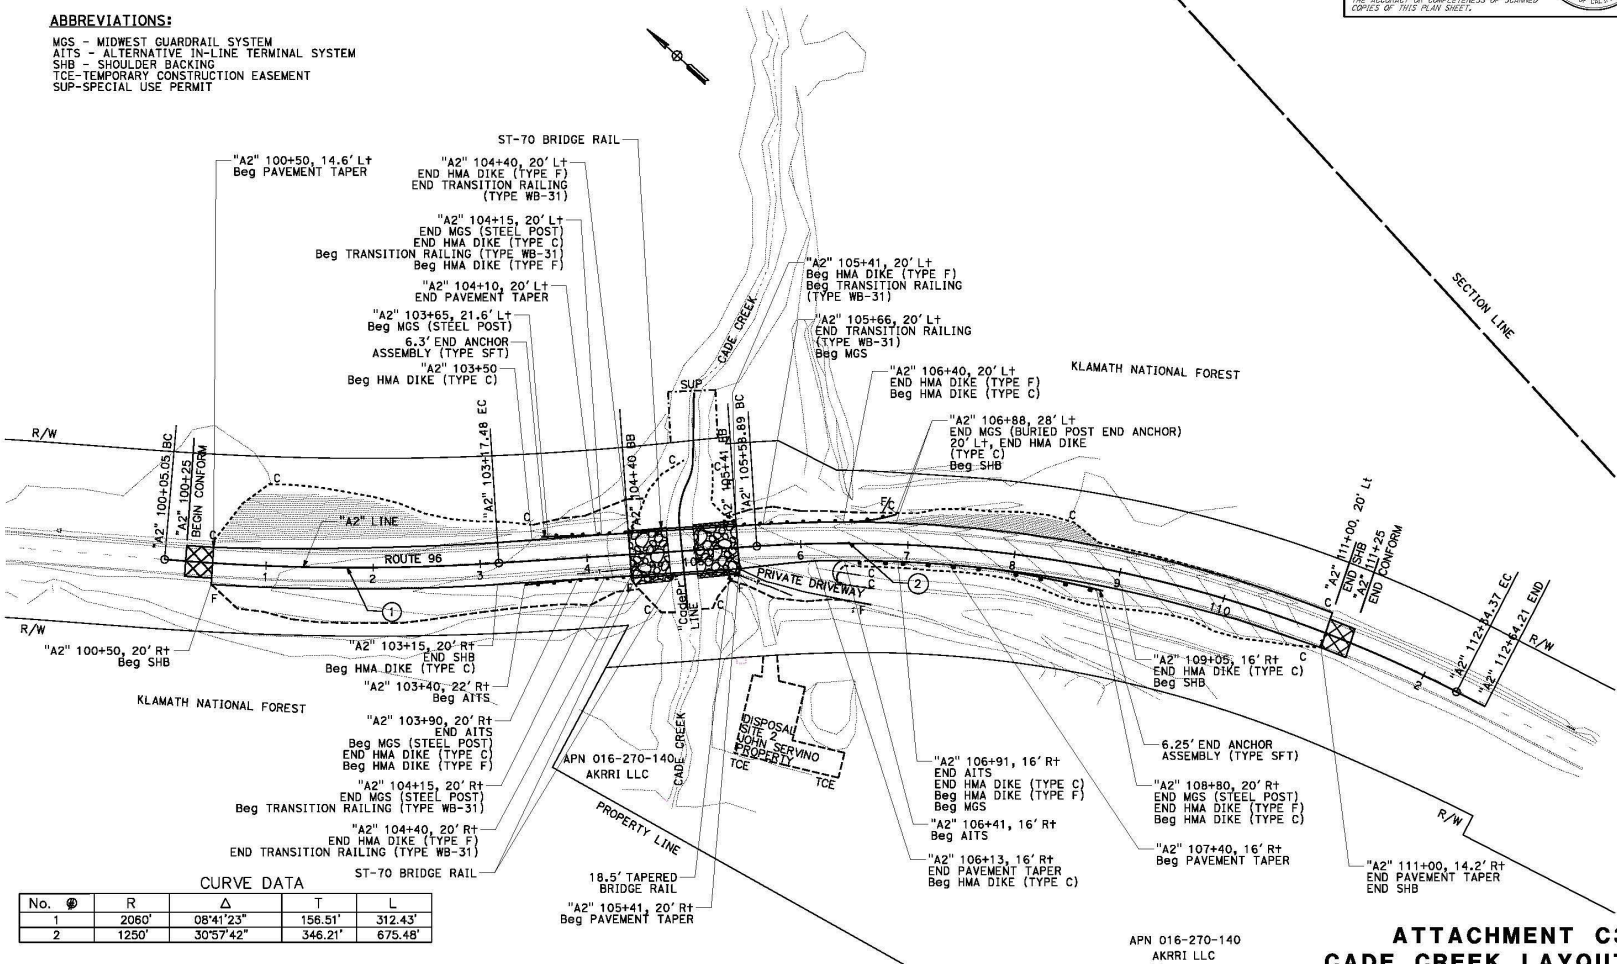 ABBREVIATIONS:
MGS - MIDWEST GUARDRAIL SYSTEM
AITS - ALTERNATIVE IN-LINE TERMINAL SYSTEM
SHB - SHOULDER BACKING
TCE-TEMPORARY CONSTRUCTION EASEMENT
SUP-SPECIAL USE PERMIT
COPIES OF THIS PLAN SHEET.
ST-70 BRIDGE RAIL
"A2" 100+50, 14.6' Lt
Beg PAVEMENT TAPER
"A2" 104+40, 20' Lt
END HMA DIKE (TYPE F)
END TRANSITION RAILING
(TYPE WB-31)
"A2" 104+15, 20' Lt
END MGS (STEEL POST)
END HMA DIKE (TYPE C)
Beg TRANSITION RAILING (TYPE WB-31)
Beg HMA DIKE (TYPE F)
"A2" 104+10, 20' Lt
END PAVEMENT TAPER
"A2" 103+65, 21.6' Lt
Beg MGS (STEEL POST)
6.3' END ANCHOR
ASSEMBLY (TYPE SFT)
"A2" 103+50
Beg HMA DIKE (TYPE C)
"A2" 105+41, 20' Lt
Beg HMA DIKE (TYPE F)
Beg TRANSITION RAILING
(TYPE WB-31)
"A2" 105+66, 20' Lt
END TRANSITION RAILING
(TYPE WB-31)
Beg MGS
"A2" 106+40, 20' Lt
END HMA DIKE (TYPE F)
Beg HMA DIKE (TYPE C)
"A2" 106+88, 28' Lt
END MGS (BURIED POST END ANCHOR)
20' Lt, END HMA DIKE
(TYPE C)
Beg SHB
KLAMATH NATIONAL FOREST
SECTION LINE
CADE CREEK
SUP
R/W
"A2" 100+05.05 BC
"A2" 100+25
BEGIN CONFORM
"A2" 103+17.48 EC
"A2" 104+40 BB
"A2" 105+41 BB
"A2" 105+58.89 BC
"A2" 111+00, 20' Lt
END SHB
"A2" 111+25
END CONFORM
"A2" 112+34.37 EC
"A2" 112+64.21 END
"A2" LINE
ROUTE 96
1 2 3 4 6 7 8 9 110
C C C C C C C C C C
F F F F/C
1
2
PRIVATE DRIVEWAY
LINE
R/W
R/W
R/W
"A2" 100+50, 20' Rt
Beg SHB
"A2" 103+15, 20' Rt
END SHB
Beg HMA DIKE (TYPE C)
"A2" 103+40, 22' Rt
Beg AITS
KLAMATH NATIONAL FOREST
"A2" 103+90, 20' Rt
END AITS
Beg MGS (STEEL POST)
END HMA DIKE (TYPE C)
Beg HMA DIKE (TYPE F)
"A2" 104+15, 20' Rt
END MGS (STEEL POST)
Beg TRANSITION RAILING (TYPE WB-31)
"A2" 104+40, 20' Rt
END HMA DIKE (TYPE F)
END TRANSITION RAILING (TYPE WB-31)
ST-70 BRIDGE RAIL
APN 016-270-140
AKRRI LLC
PROPERTY LINE
CADE CREEK
DISPOSAL
SITE 2
JOHN SERVINO
PROPERTY
TCE
TCE
18.5' TAPERED
BRIDGE RAIL
"A2" 105+41, 20' Rt
Beg PAVEMENT TAPER
"A2" 106+91, 16' Rt
END AITS
END HMA DIKE (TYPE C)
Beg HMA DIKE (TYPE F)
Beg MGS
"A2" 106+41, 16' Rt
Beg AITS
"A2" 106+13, 16' Rt
END PAVEMENT TAPER
Beg HMA DIKE (TYPE C)
"A2" 109+05, 16' Rt
END HMA DIKE (TYPE C)
Beg SHB
6.25' END ANCHOR
ASSEMBLY (TYPE SFT)
"A2" 108+80, 20' Rt
END MGS (STEEL POST)
END HMA DIKE (TYPE F)
Beg HMA DIKE (TYPE C)
"A2" 107+40, 16' Rt
Beg PAVEMENT TAPER
"A2" 111+00, 14.2' Rt
END PAVEMENT TAPER
END SHB
CURVE DATA
No. R Δ T L
1 2060' 08°41'23" 156.51' 312.43'
2 1250' 30°57'42" 346.21' 675.48'
APN 016-270-140
AKRRI LLC
ATTACHMENT
CADE CREEK